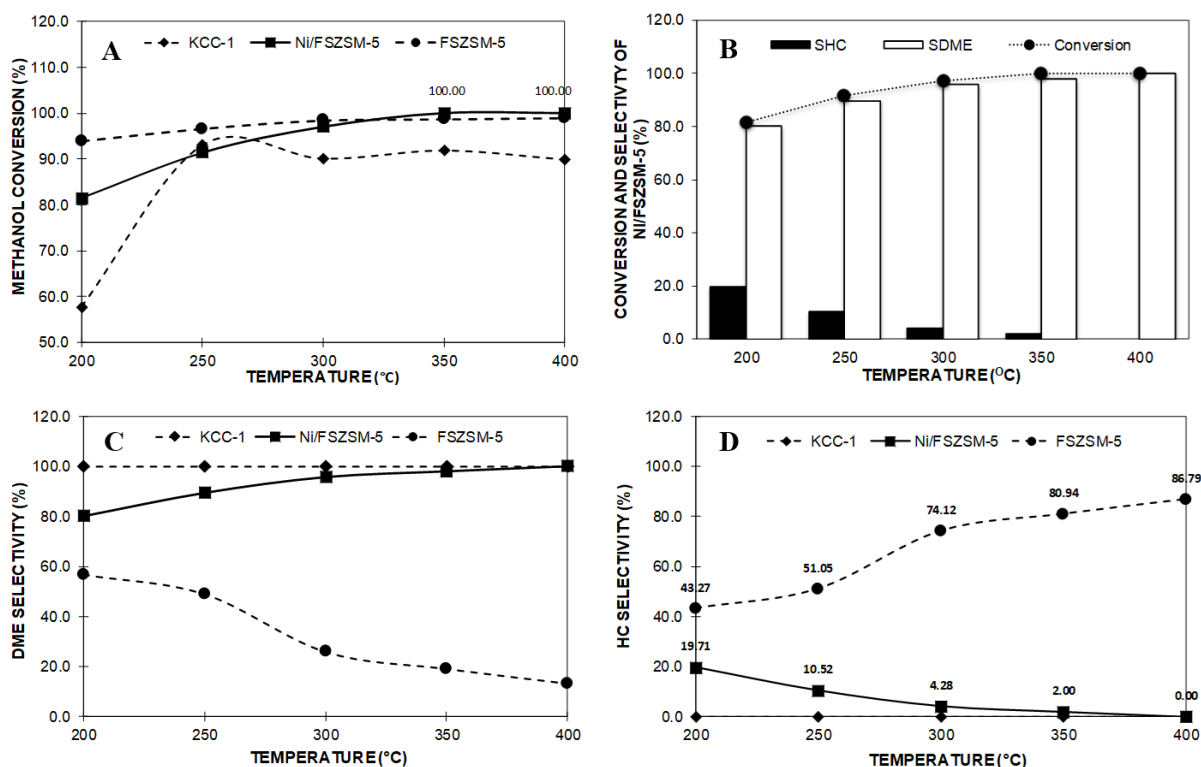 A
KCC-1 Ni/FSZSM-5 FSZSM-5
METHANOL CONVERSION (%)
120.0
110.0
100.0
90.0
80.0
70.0
60.0
50.0
100.00 100.00
200 250 300 350 400
TEMPERATURE (°C)
B
SHC SDME Conversion
CONVERSION AND SELECTIVITY OF
NI/FSZSM-5 (%)
120.0
100.0
80.0
60.0
40.0
20.0
0.0
200 250 300 350 400
TEMPERATURE (⁰C)
C
KCC-1 Ni/FSZSM-5 FSZSM-5
DME SELECTIVITY (%)
120.0
100.0
80.0
60.0
40.0
20.0
0.0
200 250 300 350 400
TEMPERATURE (°C)
D
KCC-1 Ni/FSZSM-5 FSZSM-5
HC SELECTIVITY (%)
120.0
100.0
80.0
60.0
40.0
20.0
0.0
43.27 51.05 74.12 80.94 86.79
19.71 10.52 4.28 2.00 0.00
200 250 300 350 400
TEMPERATURE (°C)